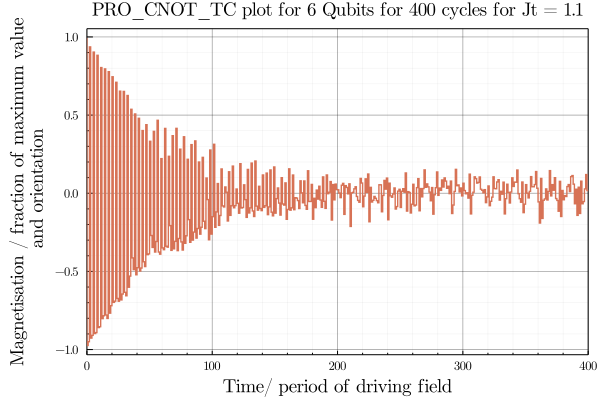 PRO_CNOT_TC plot for 6 Qubits for 400 cycles for Jt = 1.1
Magnetisation / fraction of maximum value
and orientation
1.0
0.5
0.0
−0.5
−1.0
0 100 200 300 400
Time/ period of driving field